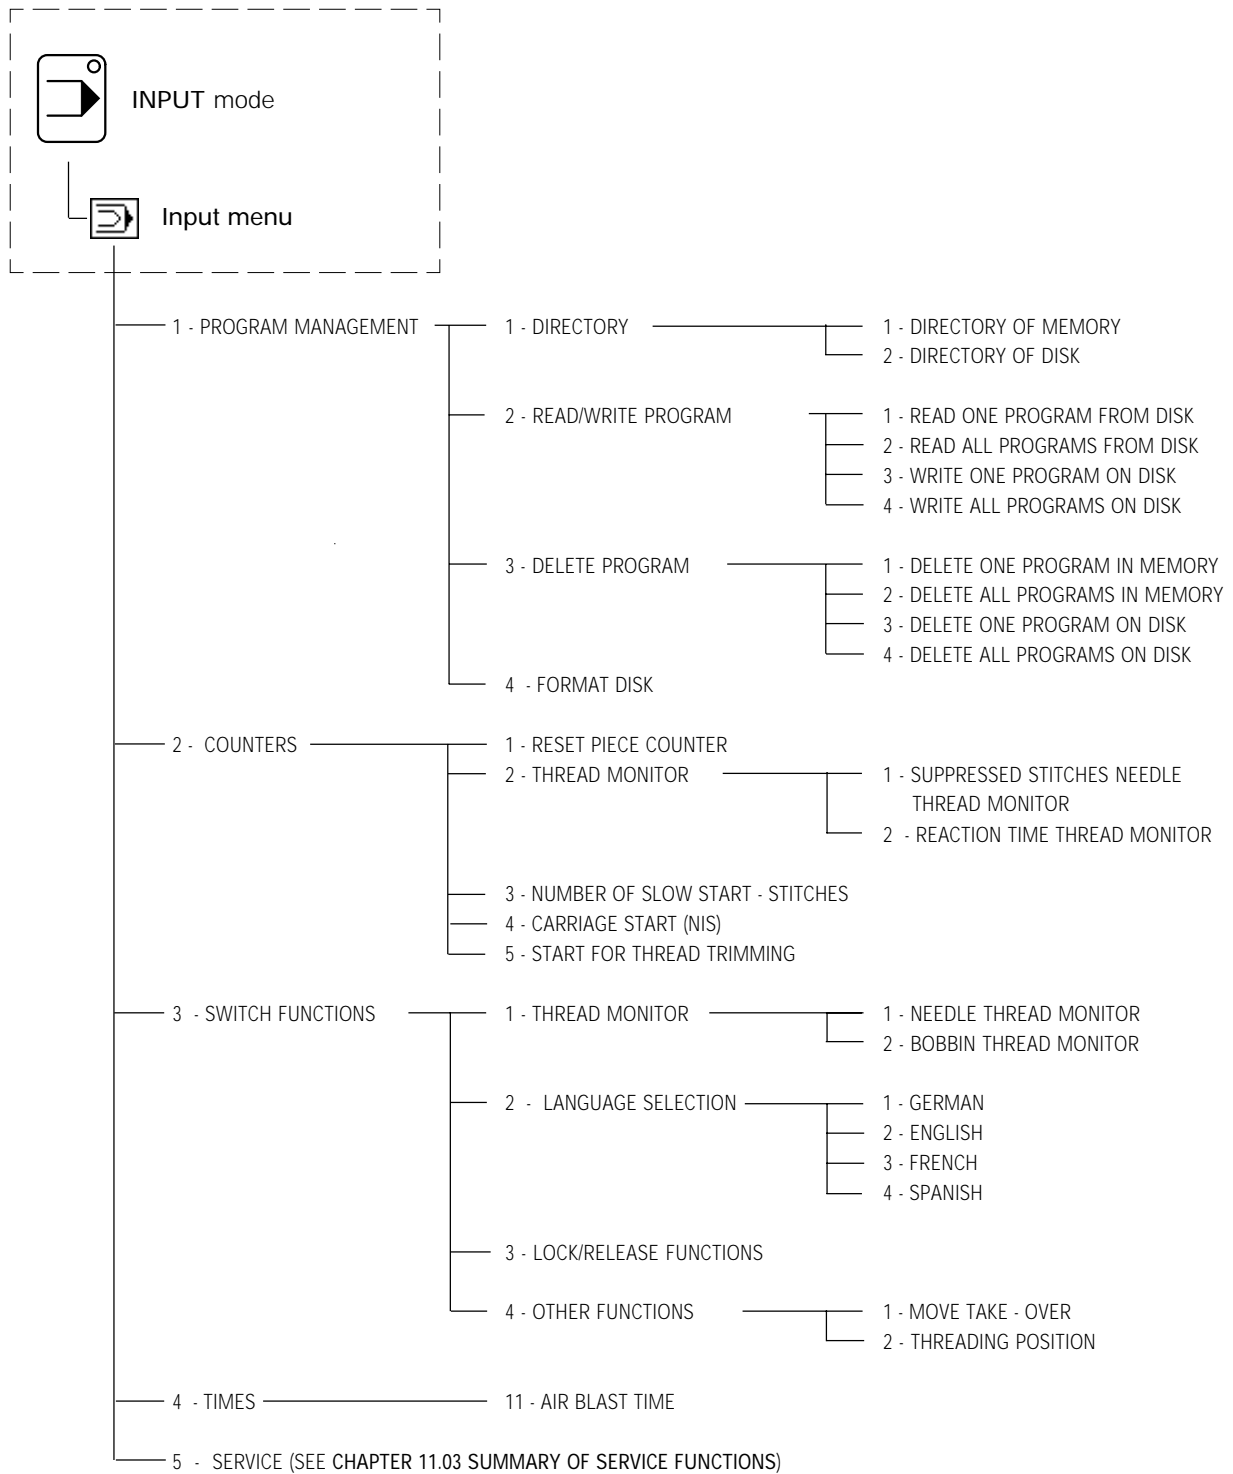 INPUT mode
Input menu
1 - PROGRAM MANAGEMENT
1 - DIRECTORY
1 - DIRECTORY OF MEMORY
2 - DIRECTORY OF DISK
2 - READ/WRITE PROGRAM
1 - READ ONE PROGRAM FROM DISK
2 - READ ALL PROGRAMS FROM DISK
3 - WRITE ONE PROGRAM ON DISK
4 - WRITE ALL PROGRAMS ON DISK
3 - DELETE PROGRAM
1 - DELETE ONE PROGRAM IN MEMORY
2 - DELETE ALL PROGRAMS IN MEMORY
3 - DELETE ONE PROGRAM ON DISK
4 - DELETE ALL PROGRAMS ON DISK
4 - FORMAT DISK
2 - COUNTERS
1 - RESET PIECE COUNTER
2 - THREAD MONITOR
1 - SUPPRESSED STITCHES NEEDLE
THREAD MONITOR
2 - REACTION TIME THREAD MONITOR
3 - NUMBER OF SLOW START - STITCHES
4 - CARRIAGE START (NIS)
5 - START FOR THREAD TRIMMING
3 - SWITCH FUNCTIONS
1 - THREAD MONITOR
1 - NEEDLE THREAD MONITOR
2 - BOBBIN THREAD MONITOR
2 - LANGUAGE SELECTION
1 - GERMAN
2 - ENGLISH
3 - FRENCH
4 - SPANISH
3 - LOCK/RELEASE FUNCTIONS
4 - OTHER FUNCTIONS
1 - MOVE TAKE - OVER
2 - THREADING POSITION
4 - TIMES
11 - AIR BLAST TIME
5 - SERVICE (SEE CHAPTER 11.03 SUMMARY OF SERVICE FUNCTIONS)